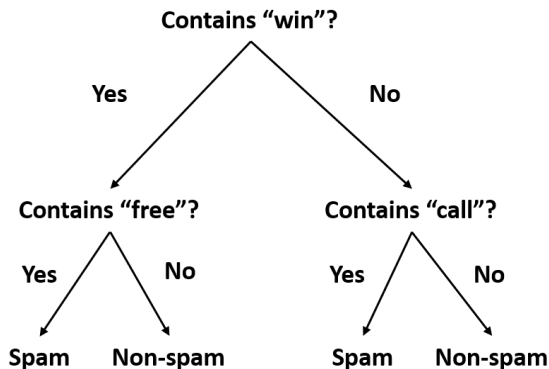 Contains “win”?
Yes
No
Contains “free”?
Contains “call”?
Yes
No
Yes
No
Spam
Non-spam
Spam
Non-spam